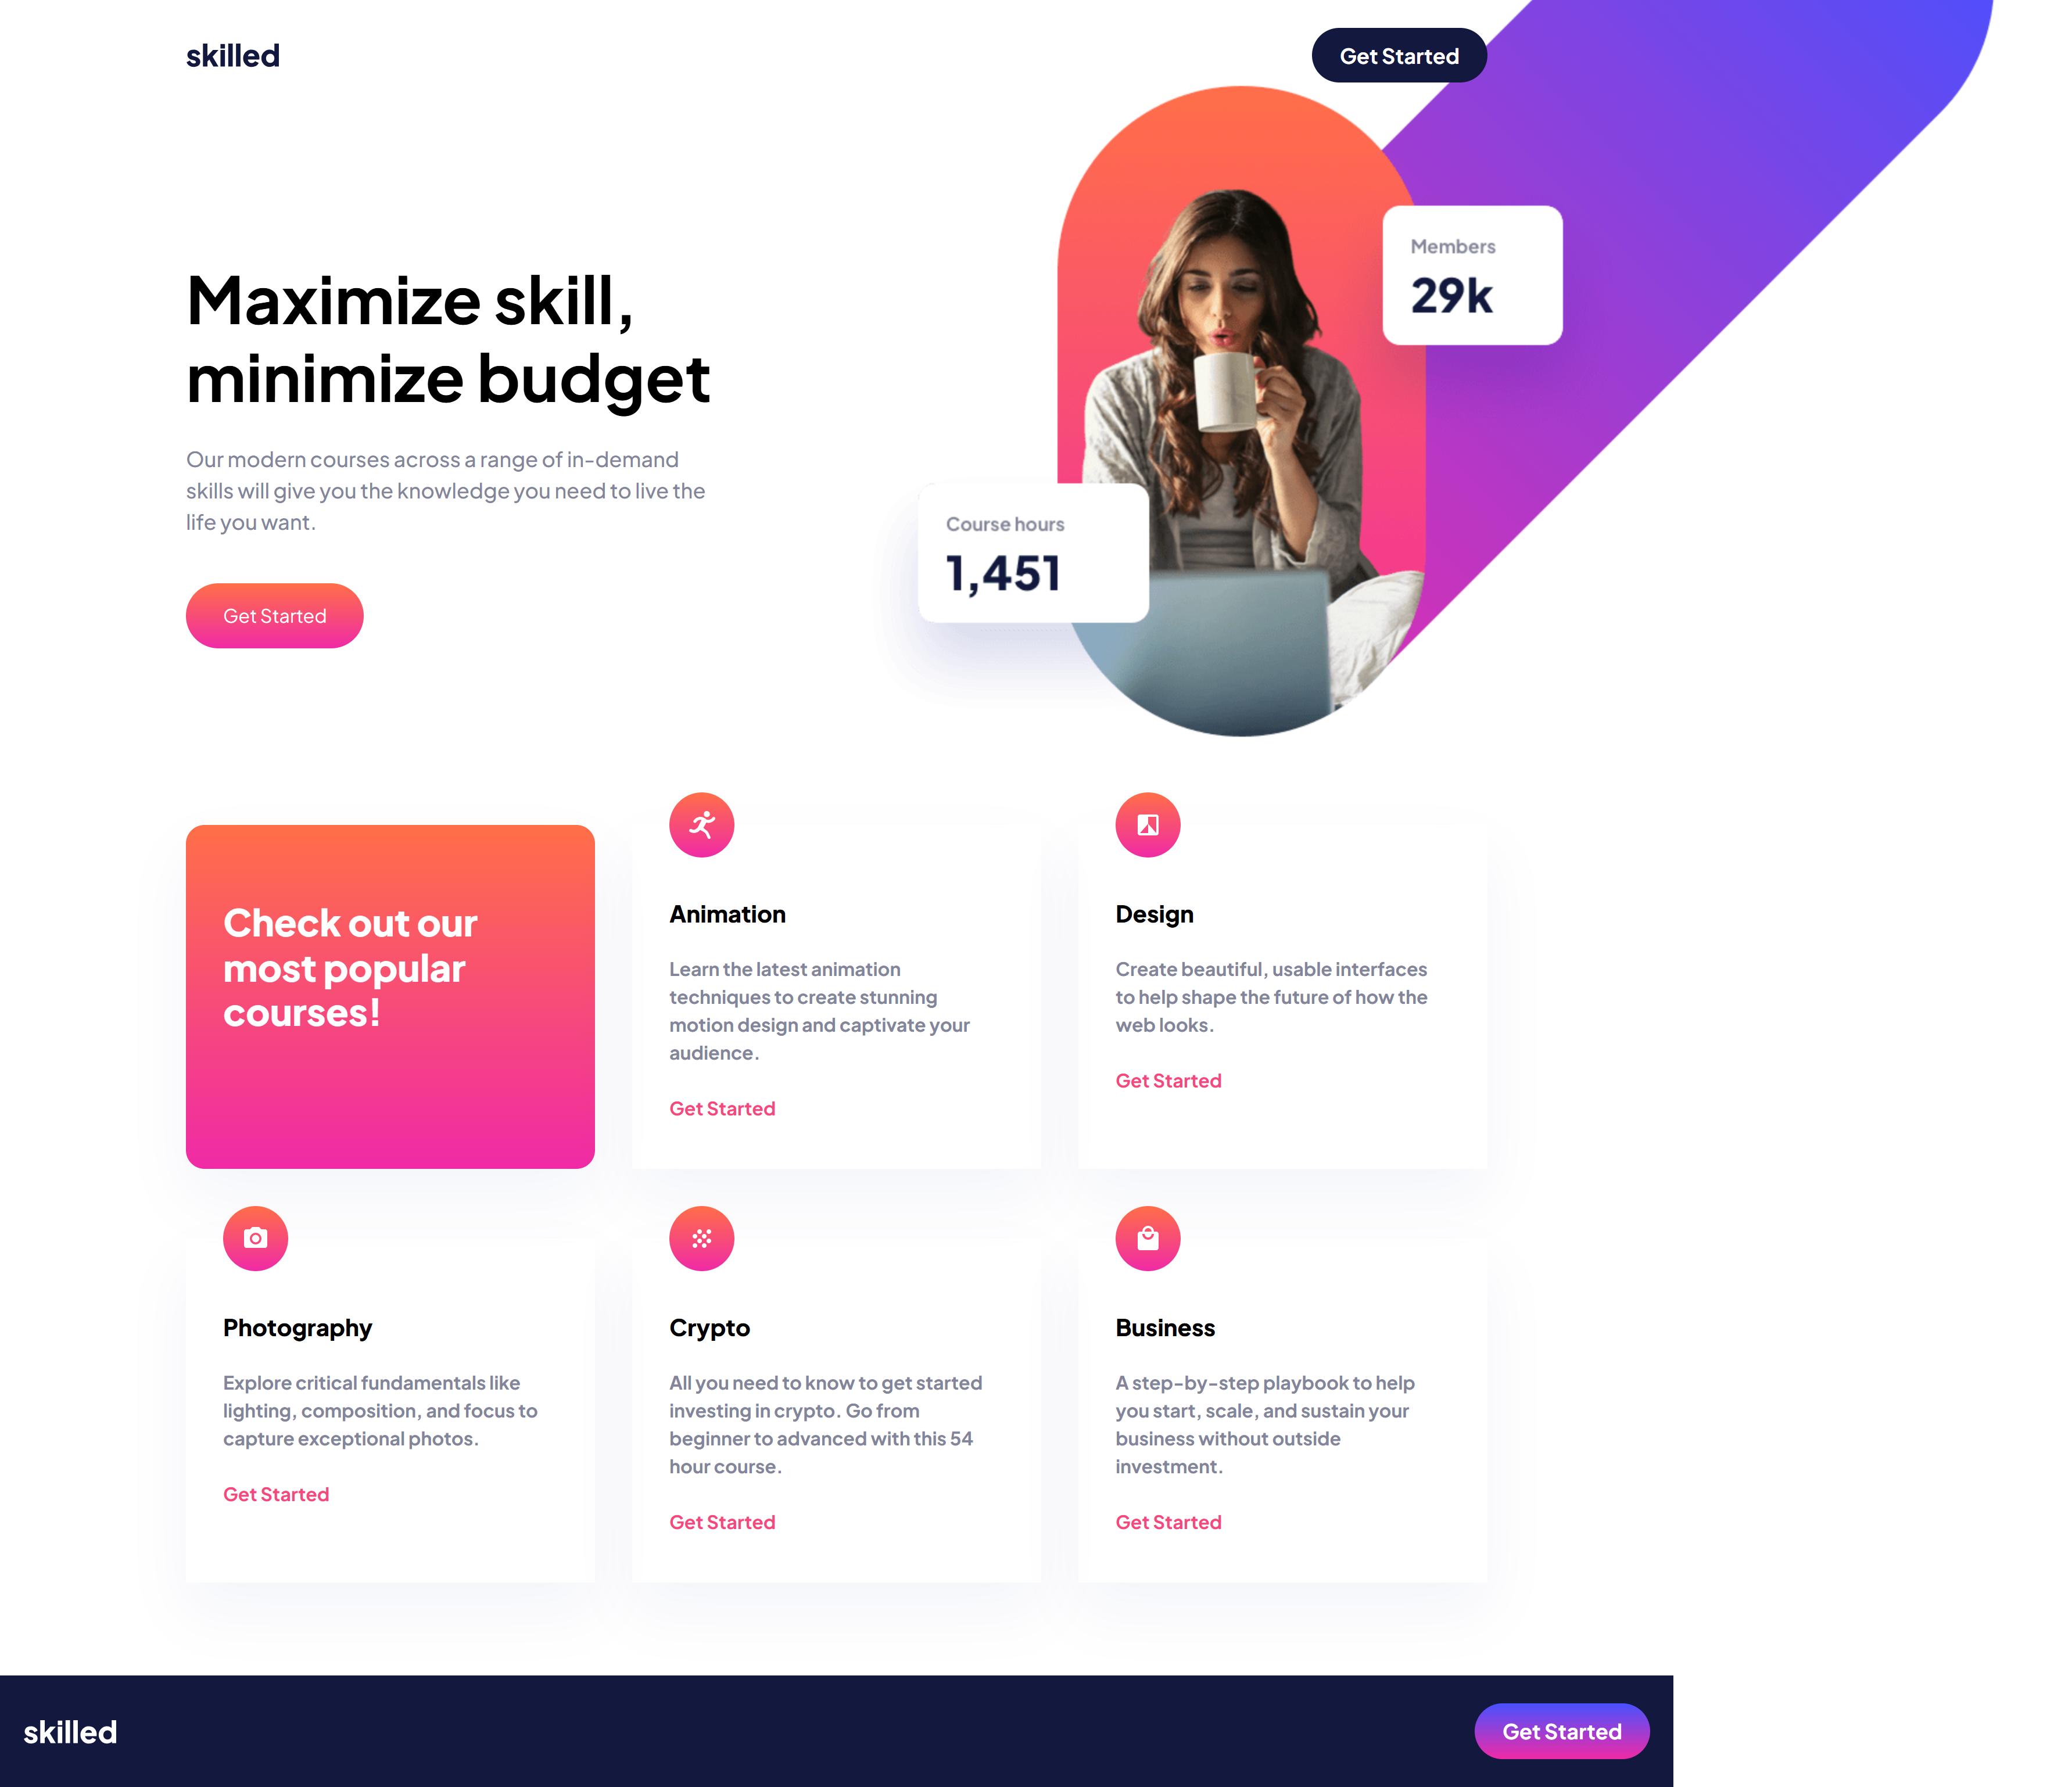 skilled
Get Started
Maximize skill,
minimize budget
Our modern courses across a range of in-demand
skills will give you the knowledge you need to live the
life you want.
Get Started
Members
29k
Course hours
1,451
Check out our
most popular
courses!
Animation
Learn the latest animation
techniques to create stunning
motion design and captivate your
audience.
Get Started
Design
Create beautiful, usable interfaces
to help shape the future of how the
web looks.
Get Started
Photography
Explore critical fundamentals like
lighting, composition, and focus to
capture exceptional photos.
Get Started
Crypto
All you need to know to get started
investing in crypto. Go from
beginner to advanced with this 54
hour course.
Get Started
Business
A step-by-step playbook to help
you start, scale, and sustain your
business without outside
investment.
Get Started
skilled
Get Started